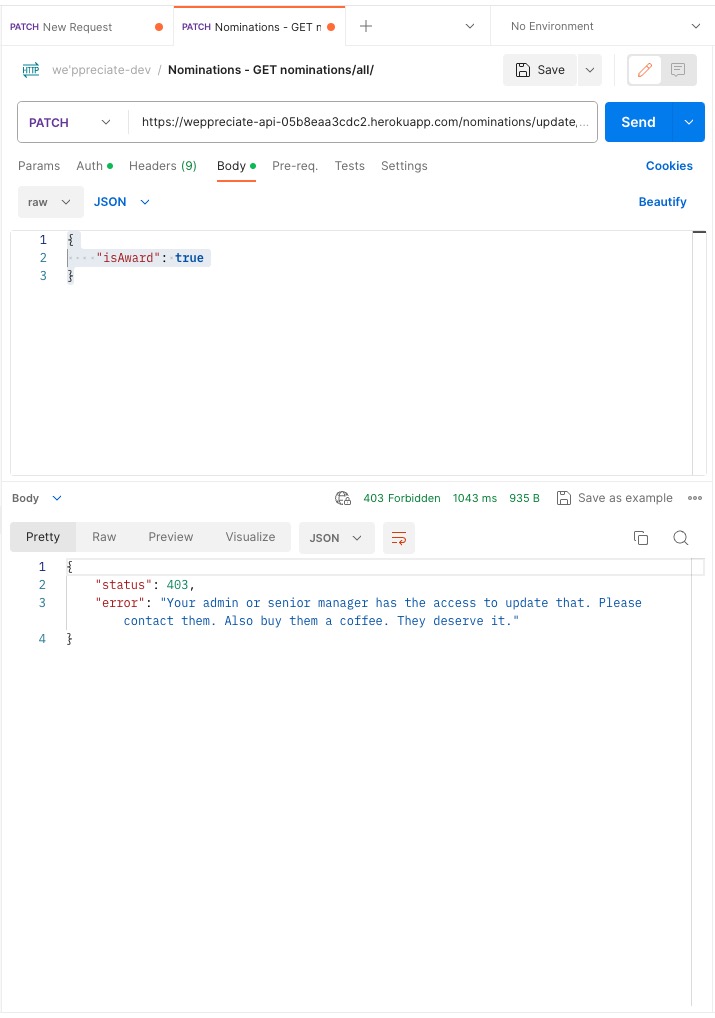 PATCH New Request
PATCH Nominations - GET n
No Environment
HTTP we'ppreciate-dev / Nominations - GET nominations/all/
Save
PATCH https://weppreciate-api-05b8eaa3cdc2.herokuapp.com/nominations/update,... Send
Params Auth Headers (9) Body Pre-req. Tests Settings Cookies
raw JSON Beautify
1 {
2 "isAward": true
3 }
Body 403 Forbidden 1043 ms 935 B Save as example
Pretty Raw Preview Visualize JSON
1 {
2 "status": 403,
3 "error": "Your admin or senior manager has the access to update that. Please
contact them. Also buy them a coffee. They deserve it."
4 }